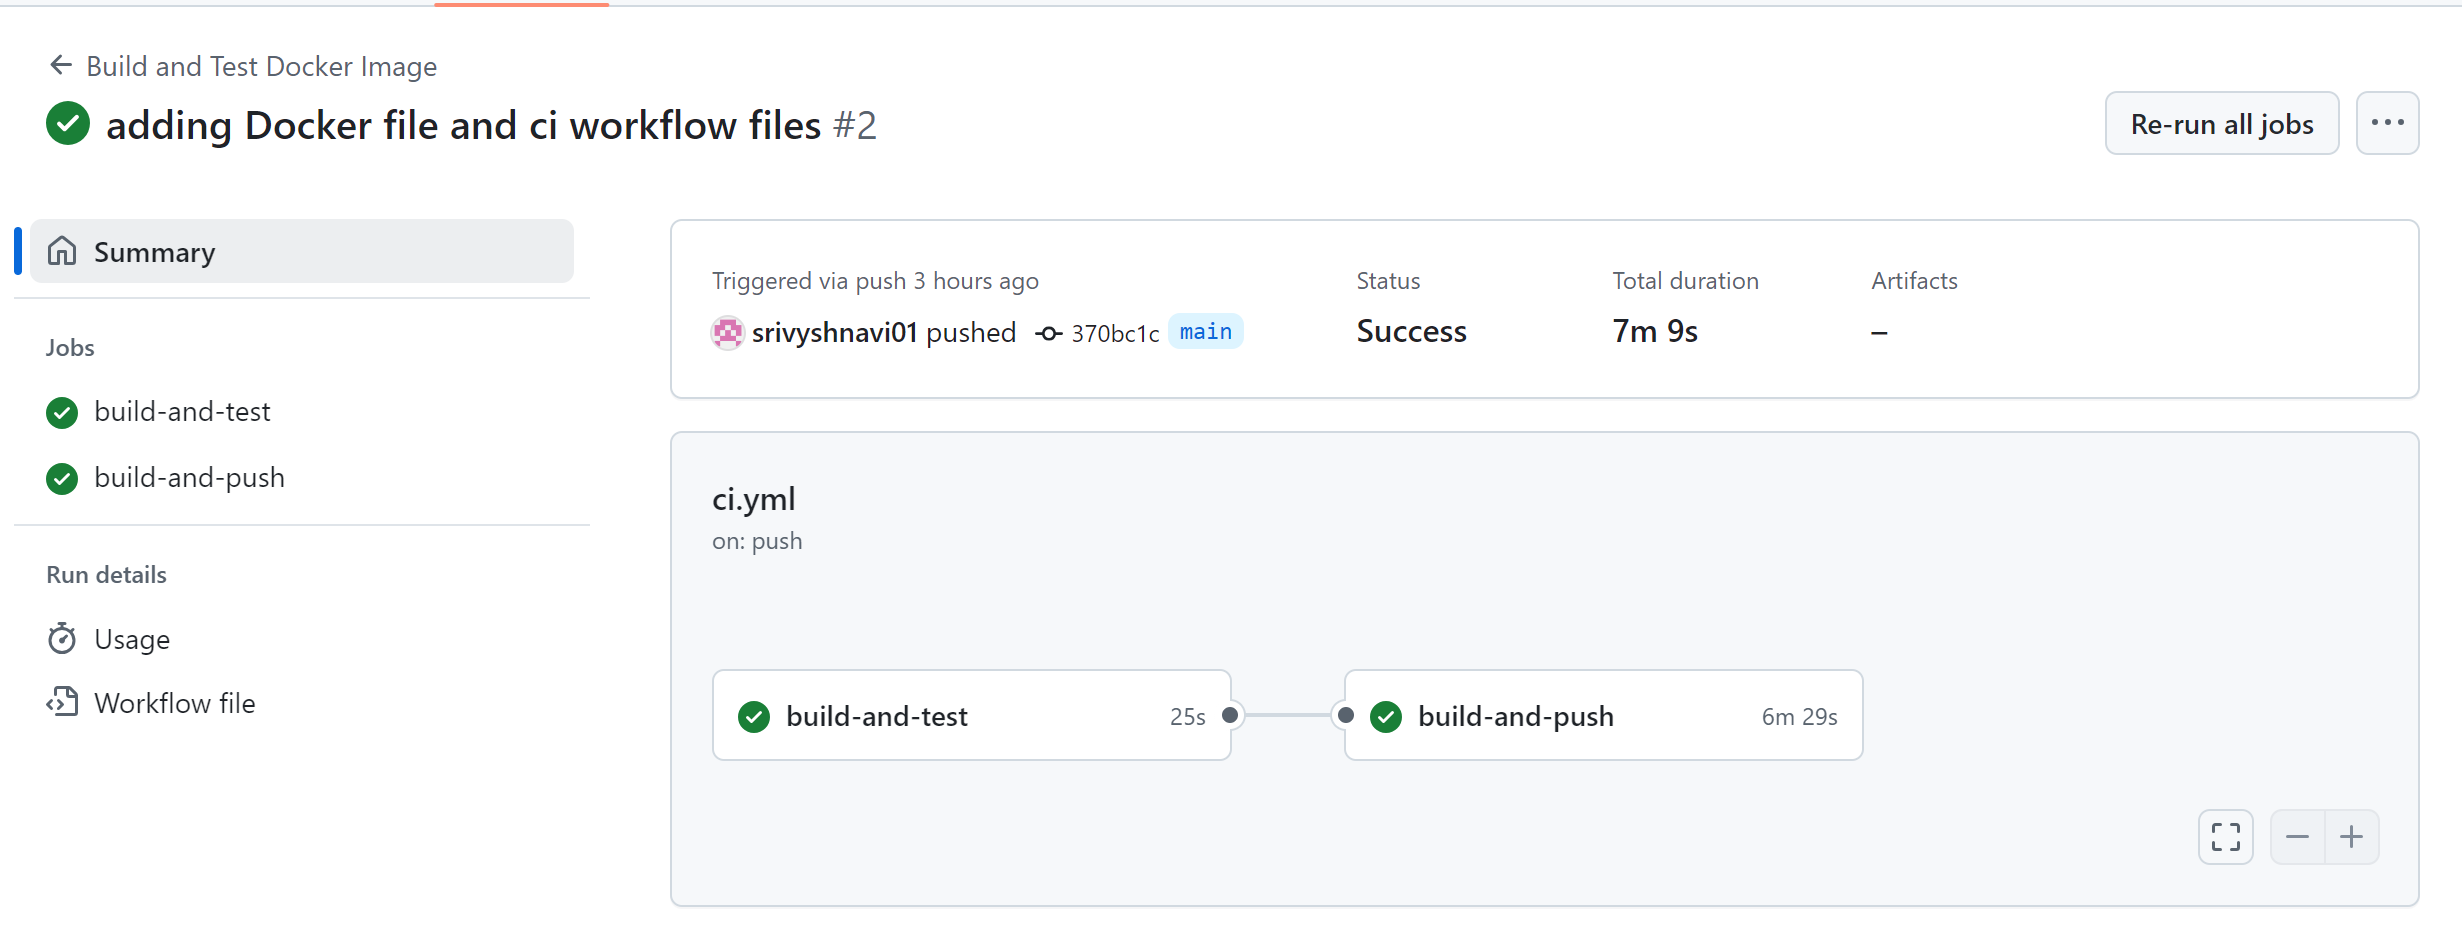 Build and Test Docker Image
adding Docker file and ci workflow files #2
Re-run all jobs
Summary
Jobs
build-and-test
build-and-push
Run details
Usage
Workflow file
Triggered via push 3 hours ago
srivyshnavi01 pushed 370bc1c main
Status
Success
Total duration
7m 9s
Artifacts
–
ci.yml
on: push
build-and-test 25s
build-and-push 6m 29s